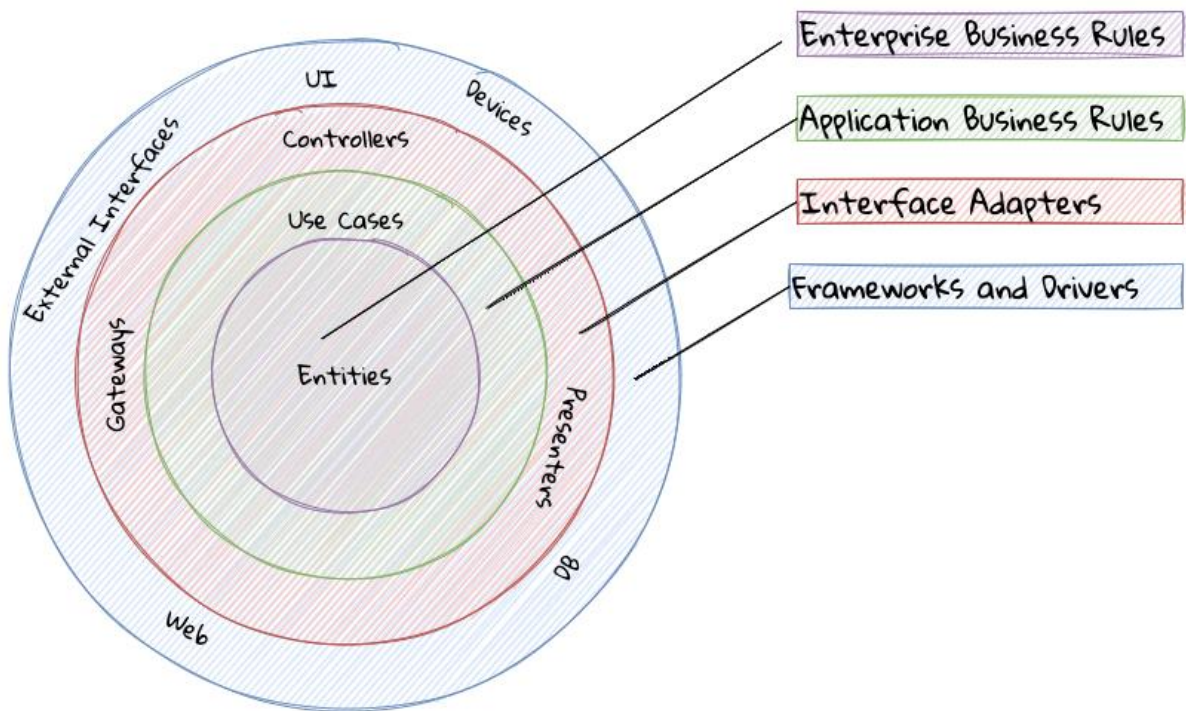 Enterprise Business Rules
Application Business Rules
Interface Adapters
Frameworks and Drivers
UI
Devices
External Interfaces
Controllers
Use Cases
Gateways
Entities
Presenters
DB
Web